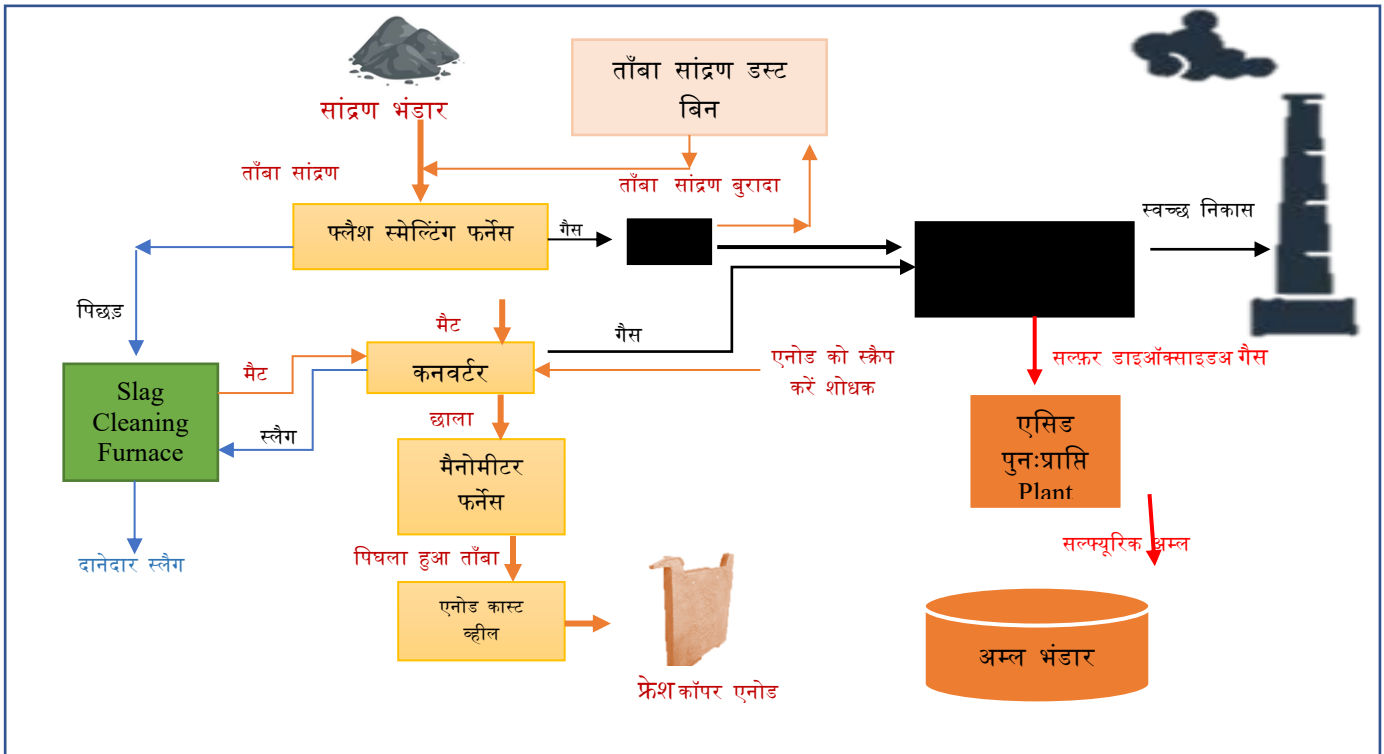 ताँबा सांद्रण डस्ट
बिन
सांद्रण भंडार
ताँबा सांद्रण
ताँबा सांद्रण बुरादा
स्वच्छ निकास
फ्लैश स्मेल्टिंग फर्नेस
गैस
पिछड़
मैट
गैस
कनवर्टर
एनोड को स्क्रैप
करें शोधक
सल्फ़र डाइऑक्साइडअ गैस
मैट
Slag
Cleaning
Furnace
स्लैग
छाला
एसिड
पुनःप्राप्ति
Plant
मैनोमीटर
फर्नेस
सल्फ्यूरिक अम्ल
पिघला हुआ ताँबा
दानेदार स्लैग
एनोड कास्ट
व्हील
अम्ल भंडार
फ्रेश कॉपर एनोड